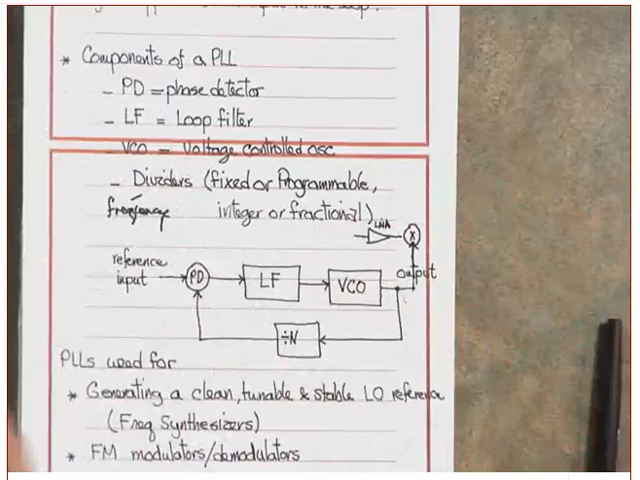 * Components of a PLL
- PD = phase detector
- LF = Loop filter
- VCO = Voltage controlled osc
- Dividers (fixed or Programmable,
frequency integer or fractional)
LNA
X
reference
input
PD
LF
VCO
output
÷N
PLLs used for
* Generating a clean, tunable & stable LO reference
(Freq Synthesizers)
* FM modulators/demodulators